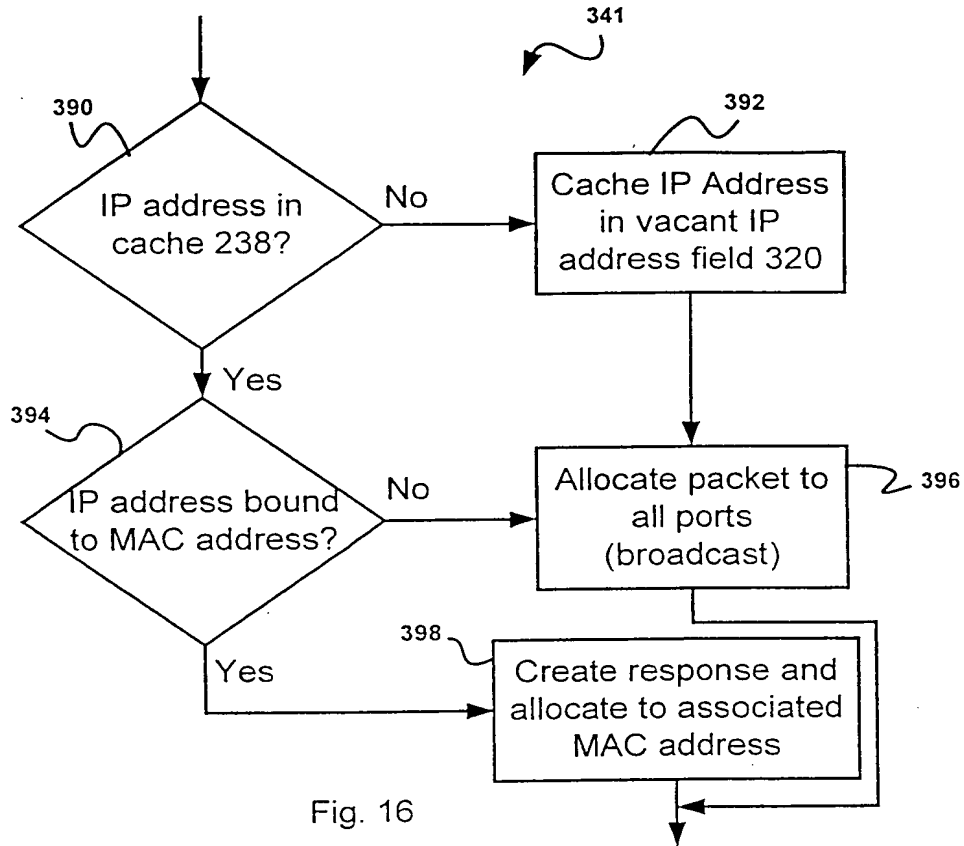 341
390
392
IP address in
cache 238?
No
Cache IP Address
in vacant IP
address field 320
Yes
394
IP address bound
to MAC address?
No
Allocate packet to
all ports
(broadcast)
396
Yes
398
Create response and
allocate to associated
MAC address
Fig. 16